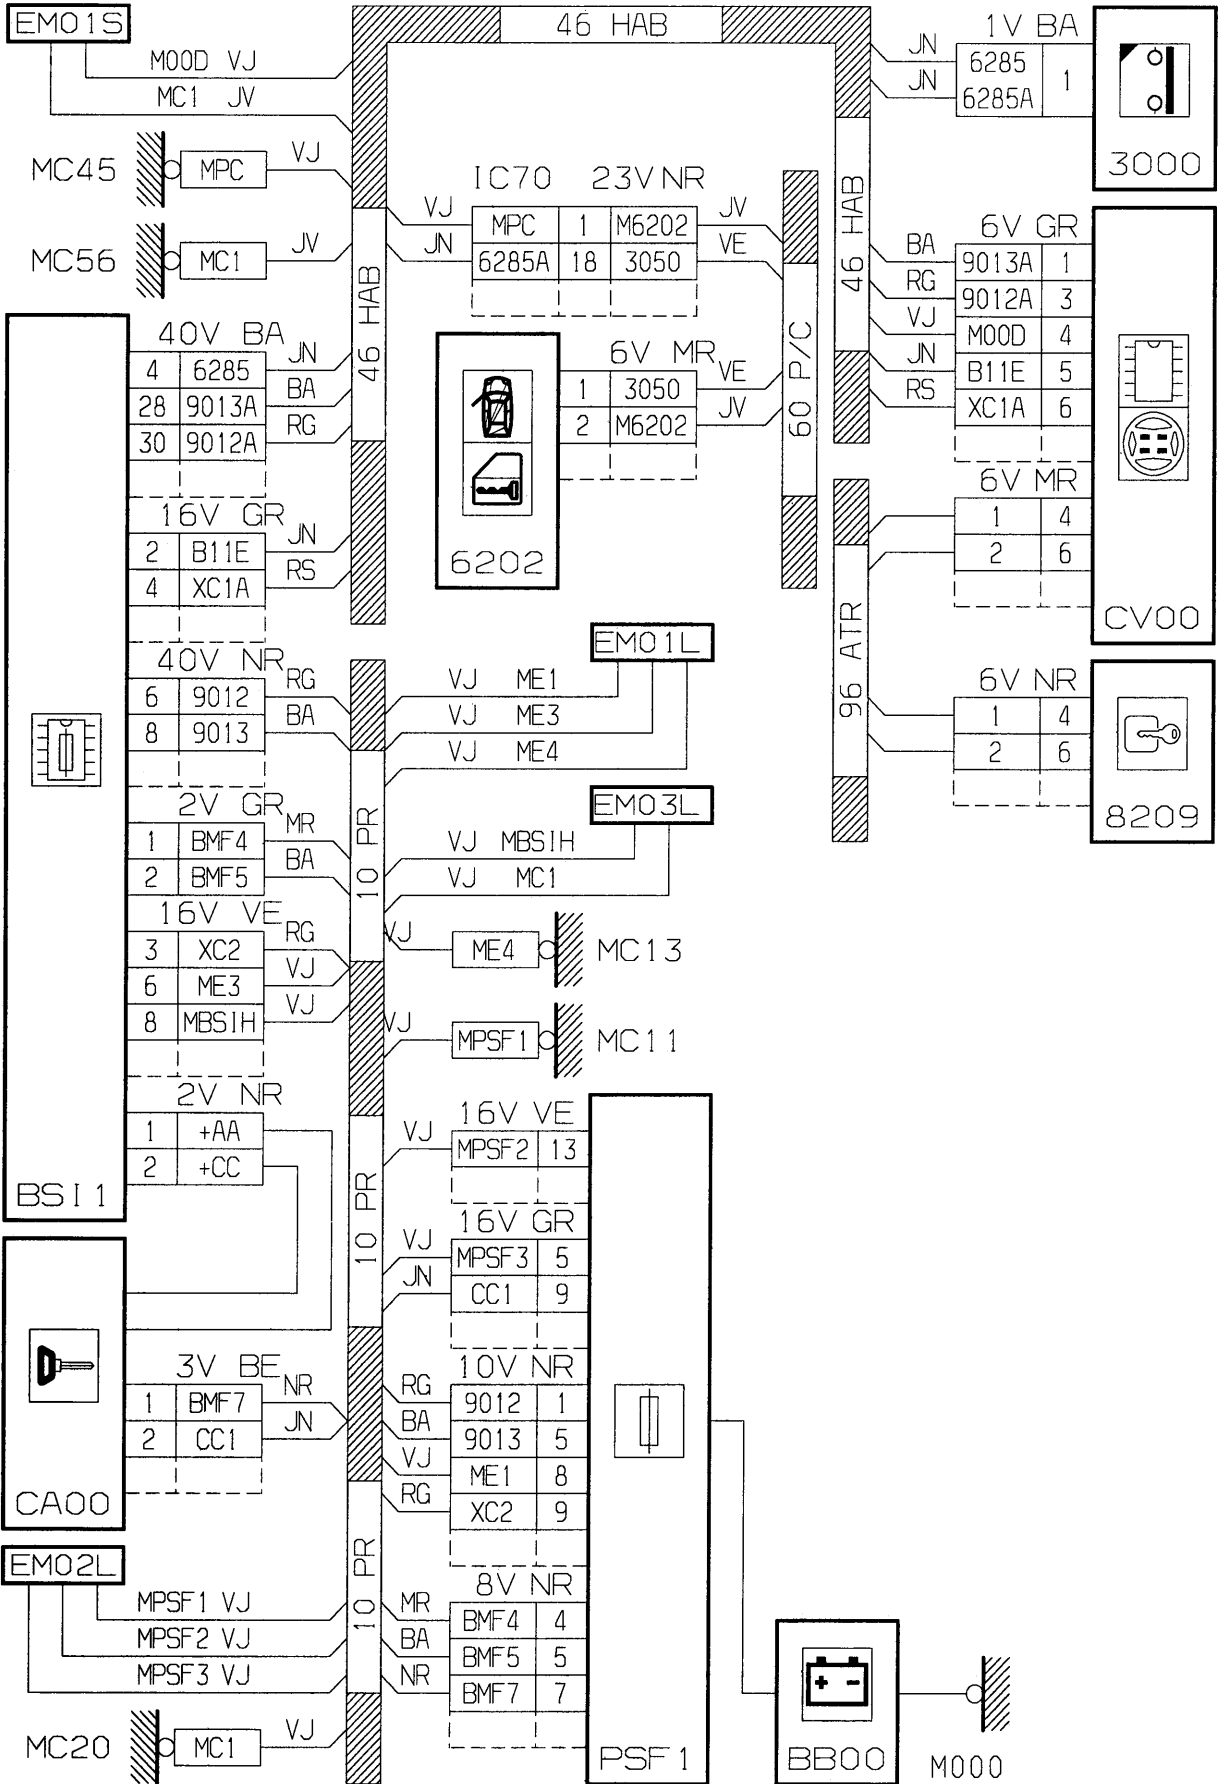 EM01S
M00D VJ
MC1 JV
MC45 MPC VJ
MC56 MC1 JV
46 HAB
46 HAB
46 HAB
IC70 23V NR
VJ MPC 1 M6202 JV
JN 6285A 18 3050 VE
60 P/C
6V MR
1 3050 VE
2 M6202 JV
6202
1V BA
JN 6285 1
JN 6285A
3000
6V GR
BA 9013A 1
RG 9012A 3
VJ M00D 4
JN B11E 5
RS XC1A 6
6V MR
1 4
2 6
CV00
96 ATR
6V NR
1 4
2 6
8209
40V BA
4 6285 JN
28 9013A BA
30 9012A RG
16V GR
2 B11E JN
4 XC1A RS
40V NR
6 9012 RG
8 9013 BA
2V GR
1 BMF4 MR
2 BMF5 BA
16V VE
3 XC2 RG
6 ME3 VJ
8 MBSIH VJ
2V NR
1 +AA
2 +CC
BSI1
10 PR
10 PR
10 PR
EM01L
VJ ME1
VJ ME3
VJ ME4
EM03L
VJ MBSIH
VJ MC1
VJ ME4 MC13
VJ MPSF1 MC11
16V VE
VJ MPSF2 13
16V GR
VJ MPSF3 5
JN CC1 9
10V NR
RG 9012 1
BA 9013 5
VJ ME1 8
RG XC2 9
8V NR
MR BMF4 4
BA BMF5 5
NR BMF7 7
PSF1
3V BE
1 BMF7 NR
2 CC1 JN
CA00
EM02L
MPSF1 VJ
MPSF2 VJ
MPSF3 VJ
MC20 MC1 VJ
+ -
BB00
M000